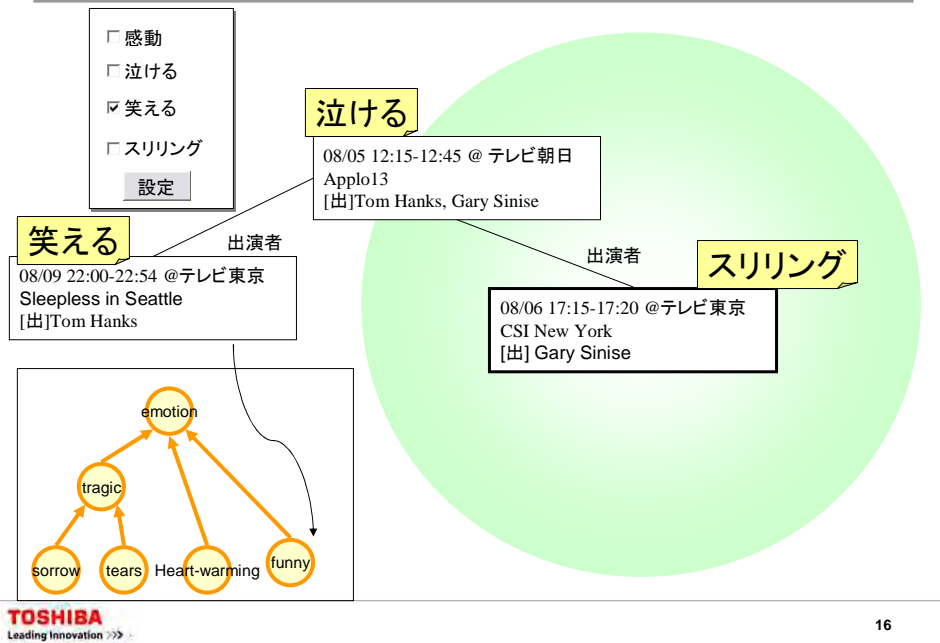 感動
泣ける
笑える
スリリング
設定
泣ける
08/05 12:15-12:45 @ テレビ朝日
Applo13
[出]Tom Hanks, Gary Sinise
笑える
出演者
08/09 22:00-22:54 @テレビ東京
Sleepless in Seattle
[出]Tom Hanks
出演者
スリリング
08/06 17:15-17:20 @テレビ東京
CSI New York
[出] Gary Sinise
emotion
tragic
sorrow
tears
Heart-warming
funny
TOSHIBA
Leading Innovation >>>
16